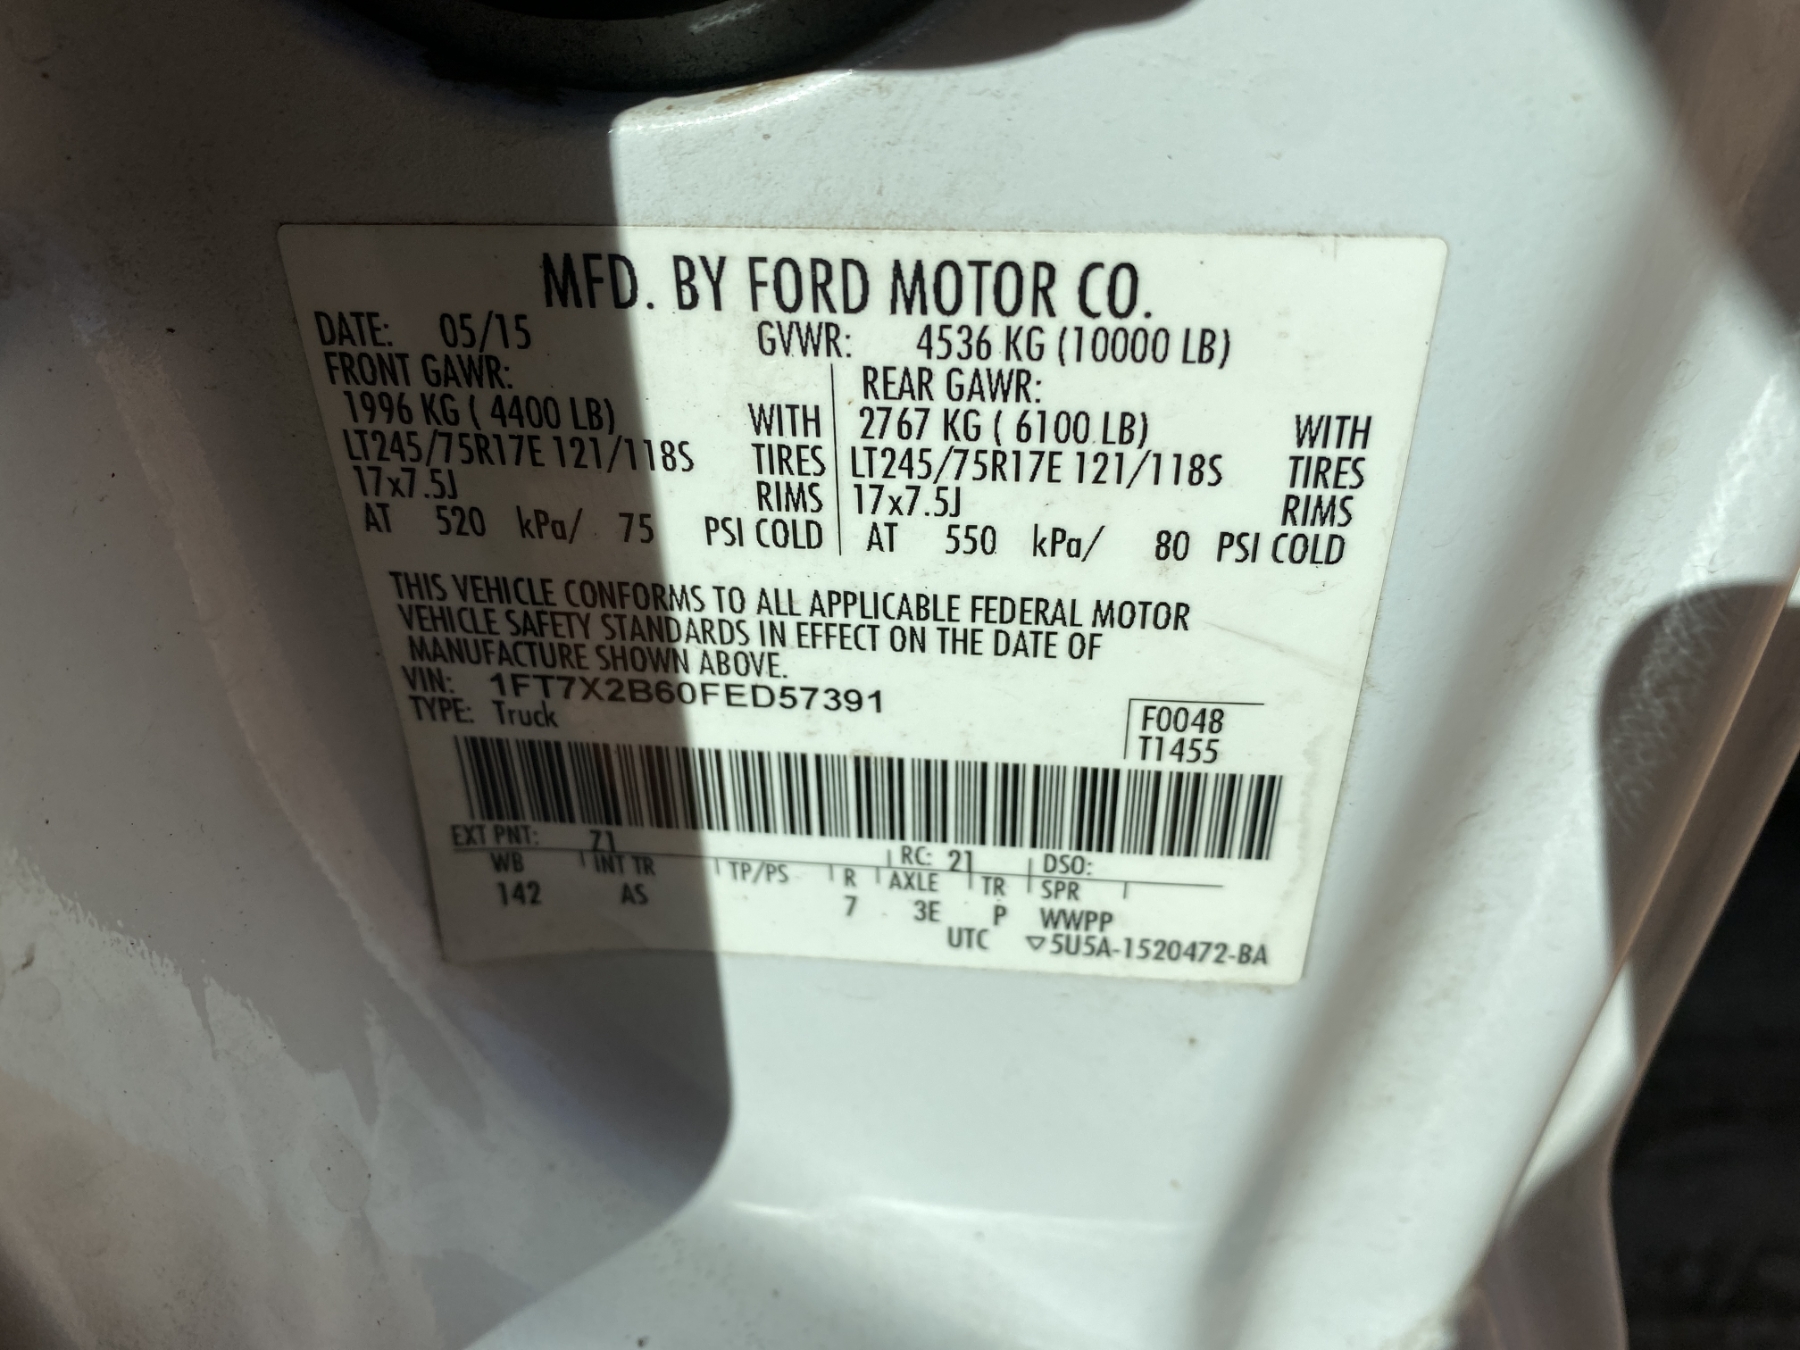 MFD. BY FORD MOTOR CO.
DATE: 05/15 GVWR: 4536 KG (10000 LB)
FRONT GAWR: REAR GAWR:
1996 KG ( 4400 LB) WITH 2767 KG ( 6100 LB) WITH
LT245/75R17E 121/118S TIRES LT245/75R17E 121/118S TIRES
17x7.5J RIMS 17x7.5J RIMS
AT 520 kPa/ 75 PSI COLD AT 550 kPa/ 80 PSI COLD
THIS VEHICLE CONFORMS TO ALL APPLICABLE FEDERAL MOTOR
VEHICLE SAFETY STANDARDS IN EFFECT ON THE DATE OF
MANUFACTURE SHOWN ABOVE.
VIN: 1FT7X2B60FED57391
TYPE: Truck
F0048
T1455
EXT PNT: Z1 RC: 21 DSO:
WB INT TR TP/PS R AXLE TR SPR
142 AS 7 3E P WWPP
UTC ▽5U5A-1520472-BA